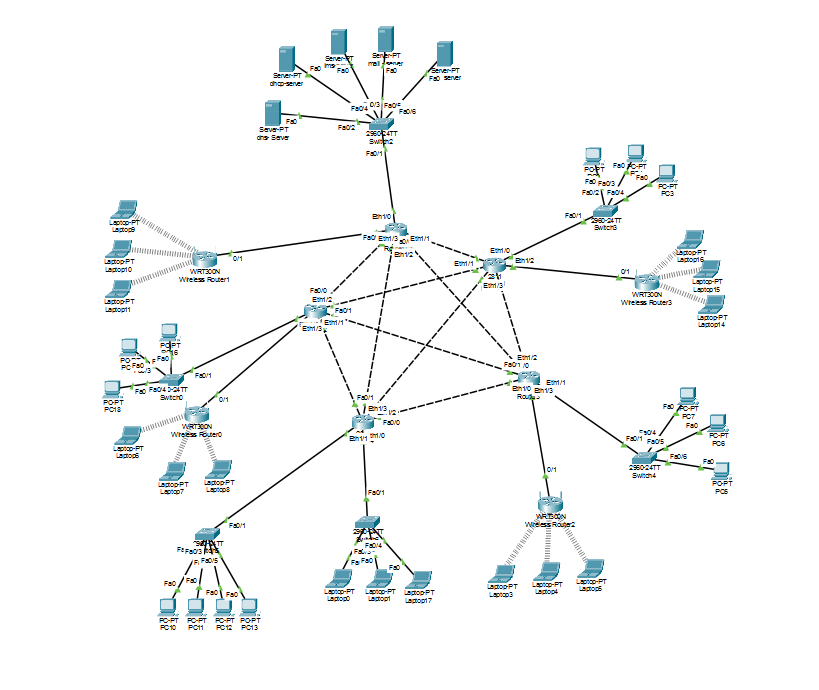 Server-PT
Server-PT
dhcp-server
Fa0
Server-PT
Fa0
Server-PT
server
Fa0
Fa0
Server-PT
dns Server
Fa0
Fa0/2
Fa0/4
0/3
Fa0/6
2960-24TT
Switch2
Fa0/1
Eth1/0
Eth1/3
Eth1/1
Eth1/2
Laptop-PT
Laptop9
Laptop-PT
Laptop10
Laptop-PT
Laptop11
0/1
WRT300N
Wireless Router1
PC-PT
Fa0
Fa0/2
Fa0/3
Fa0/4
PC-PT
Fa0
Fa0
PC-PT
PC3
Fa0/1
2960-24TT
Switch3
Eth1/0
Eth1/1
Eth1/2
Eth1/3
0/1
WRT300N
Wireless Router3
Laptop-PT
Laptop16
Laptop-PT
Laptop15
Laptop-PT
Laptop14
Fa0/0
Eth1/2
Fa0/1
Eth1/1
Eth1/3
PC-PT
Fa0
Fa0
PC-PT
PC18
Fa0
Fa0/4
Fa0/1
Switch0
0/1
WRT300N
Wireless Router0
Laptop-PT
Laptop6
Laptop-PT
Laptop7
Laptop-PT
Laptop8
Eth1/2
Eth1/0
Eth1/1
Eth1/3
Fa0/1
Eth1/3
Fa0/0
Eth1/1
PC-PT
PC7
Fa0
PC-PT
PC6
Fa0
PC-PT
PC5
Fa0
Fa0/4
Fa0/5
Fa0/6
Fa0/1
2960-24TT
Switch4
0/1
WRT300N
Wireless Router2
Laptop-PT
Laptop3
Laptop-PT
Laptop4
Laptop-PT
Laptop5
Fa0/1
Fa0/4
Fa0
Laptop-PT
Laptop0
Laptop-PT
Laptop1
Laptop-PT
Laptop17
Fa0/1
Fa0/3
Fa0/5
Fa0
Fa0
Fa0
Fa0
PC-PT
PC10
PC-PT
PC11
PC-PT
PC12
PC-PT
PC13